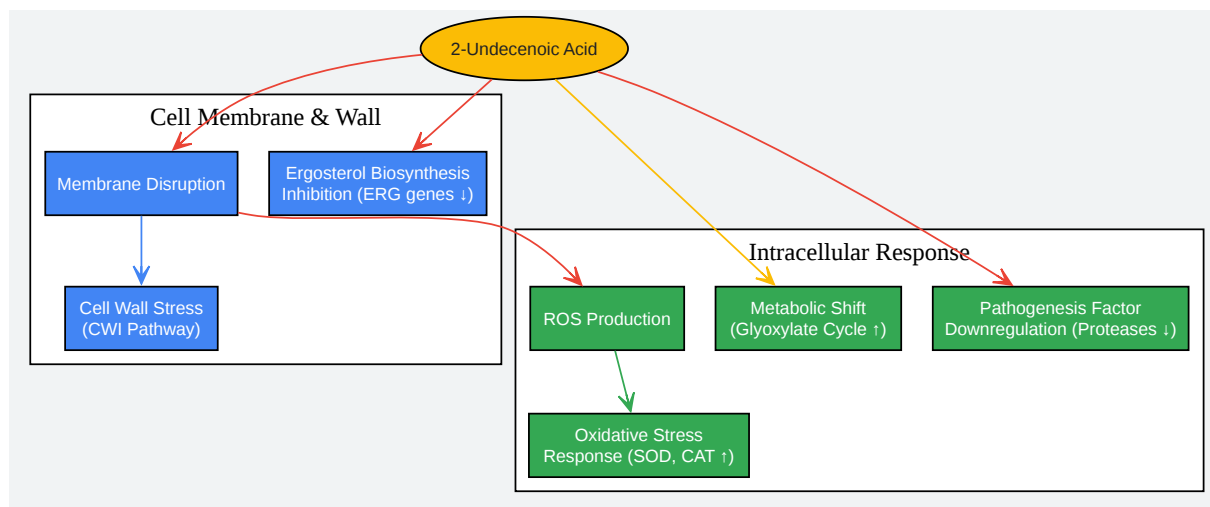 2-Undecenoic Acid
Cell Membrane & Wall
Membrane Disruption
Ergosterol Biosynthesis
Inhibition (ERG genes ↓)
Cell Wall Stress
(CWI Pathway)
Intracellular Response
ROS Production
Metabolic Shift
(Glyoxylate Cycle ↑)
Pathogenesis Factor
Downregulation (Proteases ↓)
Oxidative Stress
Response (SOD, CAT ↑)